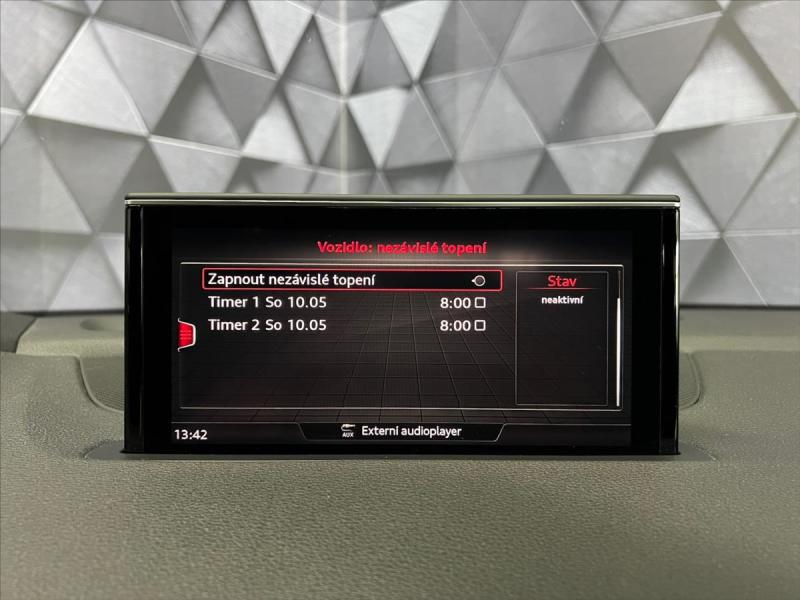 Vozidlo: nezávislé topení
Zapnout nezávislé topení
Timer 1 So 10.05 8:00
Timer 2 So 10.05 8:00
Stav
neaktivní
13:42
AUX Externí audioplayer